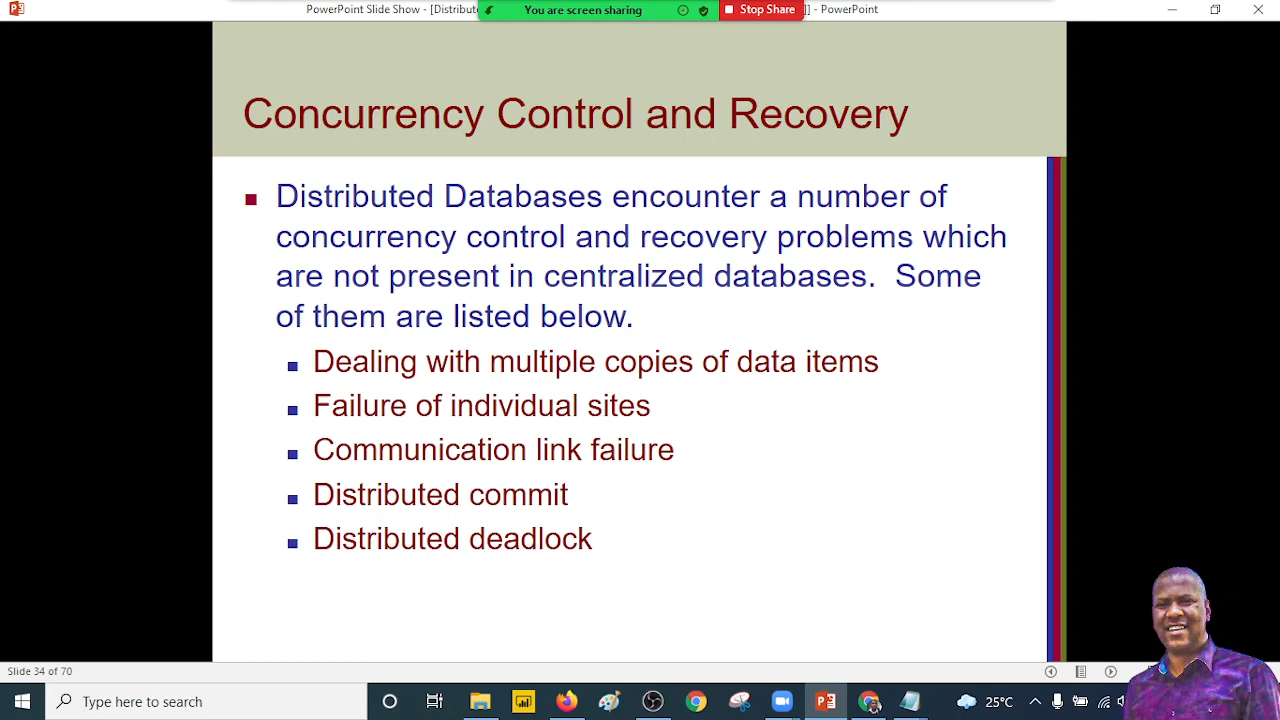 PowerPoint Slide Show - [Distribut
You are screen sharing
Stop Share
]] - PowerPoint
Concurrency Control and Recovery
Distributed Databases encounter a number of
concurrency control and recovery problems which
are not present in centralized databases. Some
of them are listed below.
Dealing with multiple copies of data items
Failure of individual sites
Communication link failure
Distributed commit
Distributed deadlock
Slide 34 of 70
Type here to search
25°C